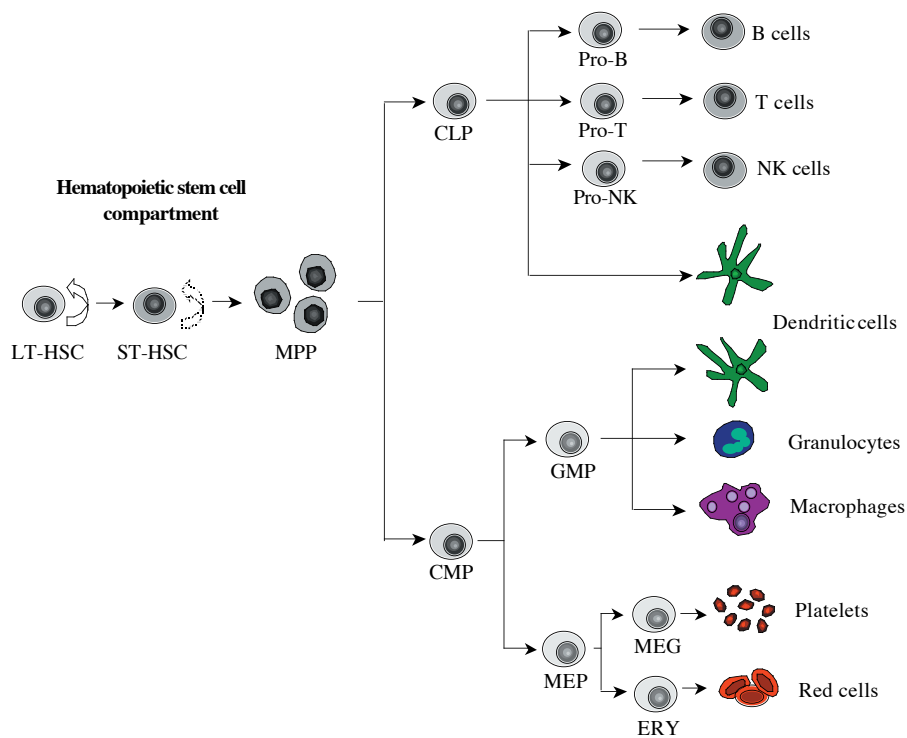 Hematopoietic stem cell
compartment
LT-HSC
ST-HSC
MPP
CLP
CMP
Pro-B
Pro-T
Pro-NK
B cells
T cells
NK cells
Dendritic cells
GMP
Granulocytes
Macrophages
MEP
MEG
ERY
Platelets
Red cells